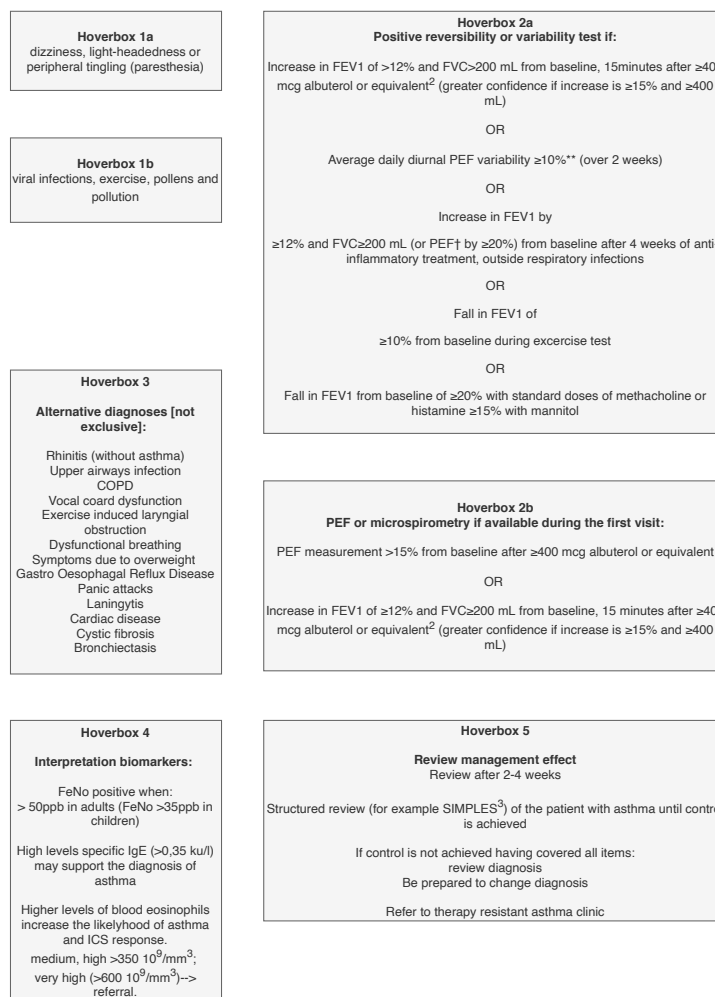 Hoverbox 1a
dizziness, light-headedness or
peripheral tingling (paresthesia)
Hoverbox 1b
viral infections, exercise, pollens and
pollution
Hoverbox 2a
Positive reversibility or variability test if:
Increase in FEV1 of >12% and FVC>200 mL from baseline, 15minutes after ≥40
mcg albuterol or equivalent² (greater confidence if increase is ≥15% and ≥400
mL)
OR
Average daily diurnal PEF variability ≥10%** (over 2 weeks)
OR
Increase in FEV1 by
≥12% and FVC≥200 mL (or PEF† by ≥20%) from baseline after 4 weeks of anti-
inflammatory treatment, outside respiratory infections
OR
Fall in FEV1 of
≥10% from baseline during excercise test
OR
Fall in FEV1 from baseline of ≥20% with standard doses of methacholine or
histamine ≥15% with mannitol
Hoverbox 3
Alternative diagnoses [not
exclusive]:
Rhinitis (without asthma)
Upper airways infection
COPD
Vocal coard dysfunction
Exercise induced laryngial
obstruction
Dysfunctional breathing
Symptoms due to overweight
Gastro Oesophagal Reflux Disease
Panic attacks
Laningytis
Cardiac disease
Cystic fibrosis
Bronchiectasis
Hoverbox 2b
PEF or microspirometry if available during the first visit:
PEF measurement >15% from baseline after ≥400 mcg albuterol or equivalent
OR
Increase in FEV1 of ≥12% and FVC≥200 mL from baseline, 15 minutes after ≥40
mcg albuterol or equivalent² (greater confidence if increase is ≥15% and ≥400
mL)
Hoverbox 4
Interpretation biomarkers:
FeNo positive when:
> 50ppb in adults (FeNo >35ppb in
children)
High levels specific IgE (>0,35 ku/l)
may support the diagnosis of
asthma
Higher levels of blood eosinophils
increase the likelyhood of asthma
and ICS response.
medium, high >350 10⁹/mm³;
very high (>600 10⁹/mm³)-->
referral.
Hoverbox 5
Review management effect
Review after 2-4 weeks
Structured review (for example SIMPLES³) of the patient with asthma until contro
is achieved
If control is not achieved having covered all items:
review diagnosis
Be prepared to change diagnosis
Refer to therapy resistant asthma clinic